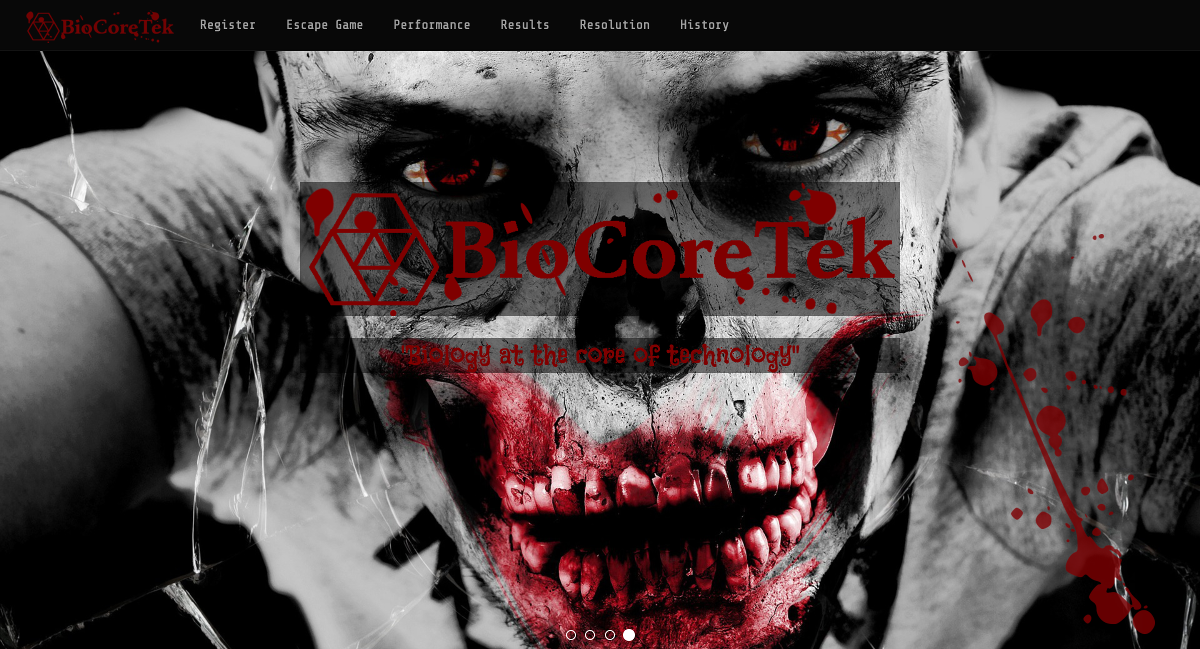 BioCoreTek Register Escape Game Performance Results Resolution History
BioCoreTek
"Biology at the core of technology"